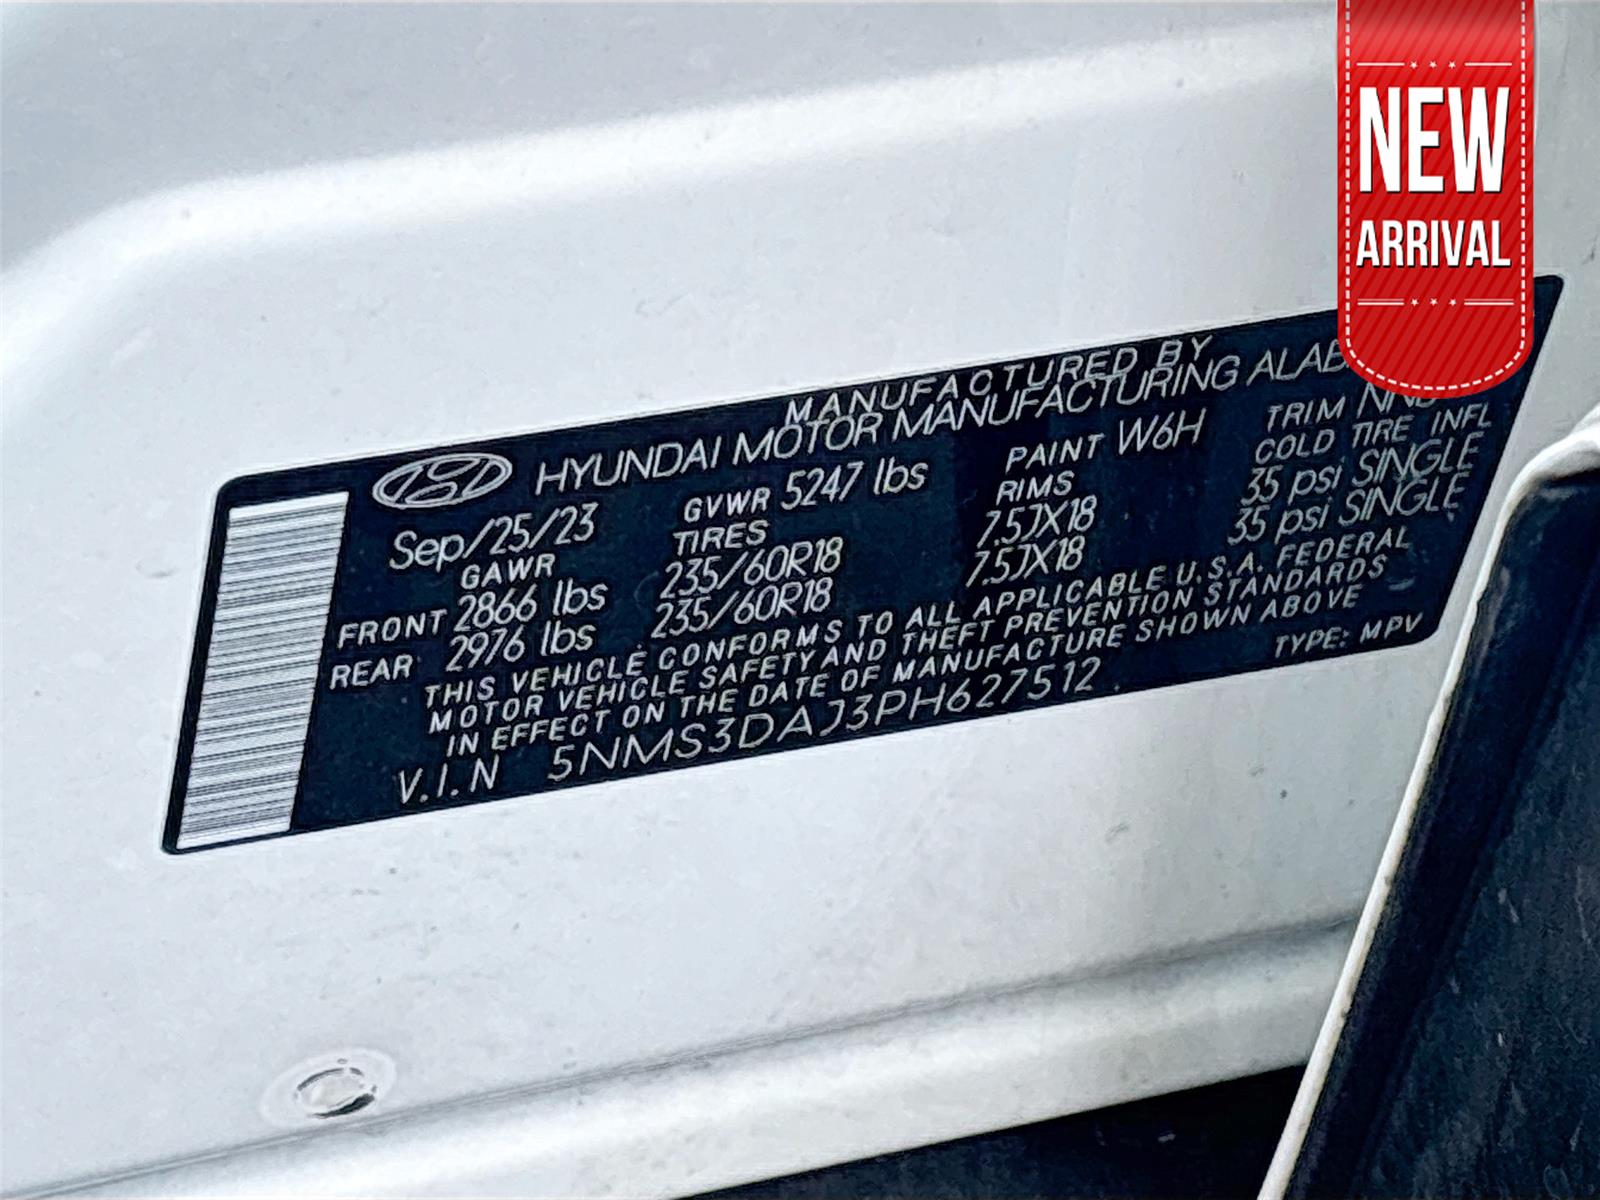 NEW
ARRIVAL
MANUFACTURED BY
HYUNDAI MOTOR MANUFACTURING
Sep/25/23 GVWR 5247 lbs PAINT W6H TRIM
GAWR TIRES RIMS COLD TIRE INFL
FRONT 2866 lbs 235/60R18 7.5JX18 35 psi SINGLE
REAR 2976 lbs 235/60R18 7.5JX18 35 psi SINGLE
THIS VEHICLE CONFORMS TO ALL APPLICABLE U.S.A. FEDERAL
MOTOR VEHICLE SAFETY AND THEFT PREVENTION STANDARDS
IN EFFECT ON THE DATE OF MANUFACTURE SHOWN ABOVE
V.I.N 5NMS3DAJ3PH627512 TYPE: MPV